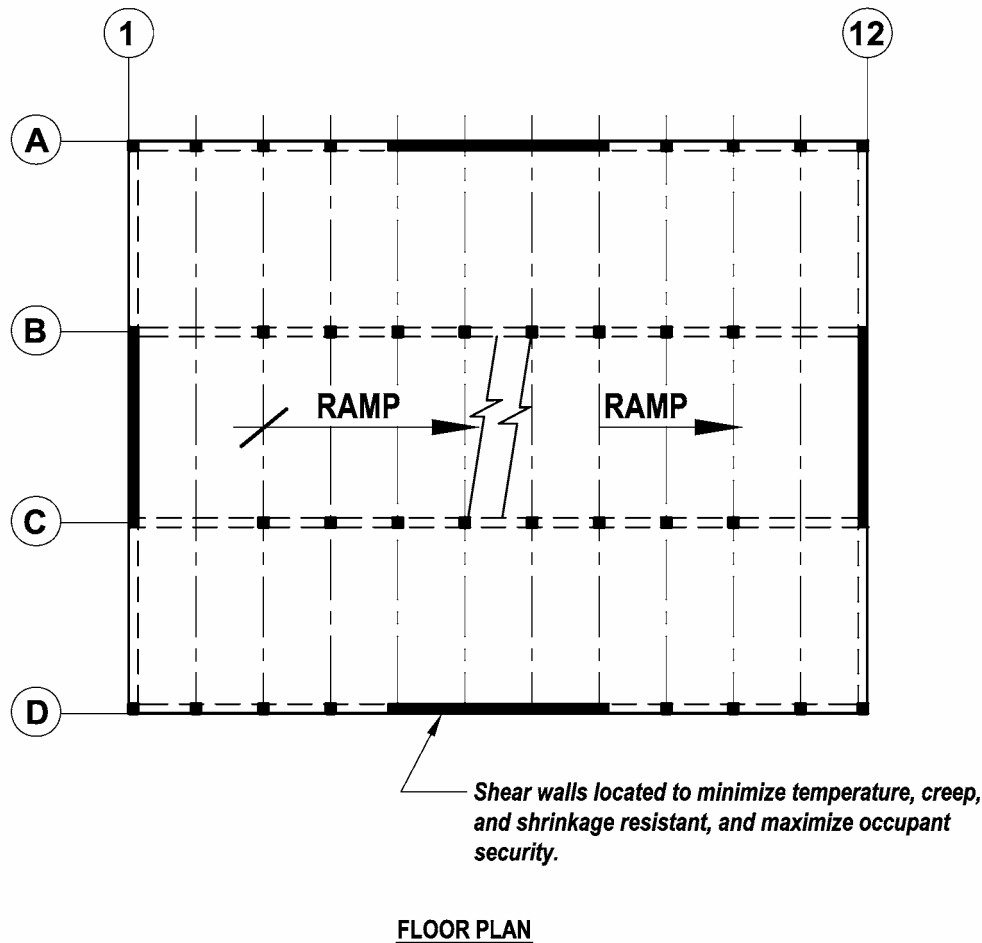 1
12
A
B
RAMP
RAMP
C
D
Shear walls located to minimize temperature, creep,
and shrinkage resistant, and maximize occupant
security.
FLOOR PLAN